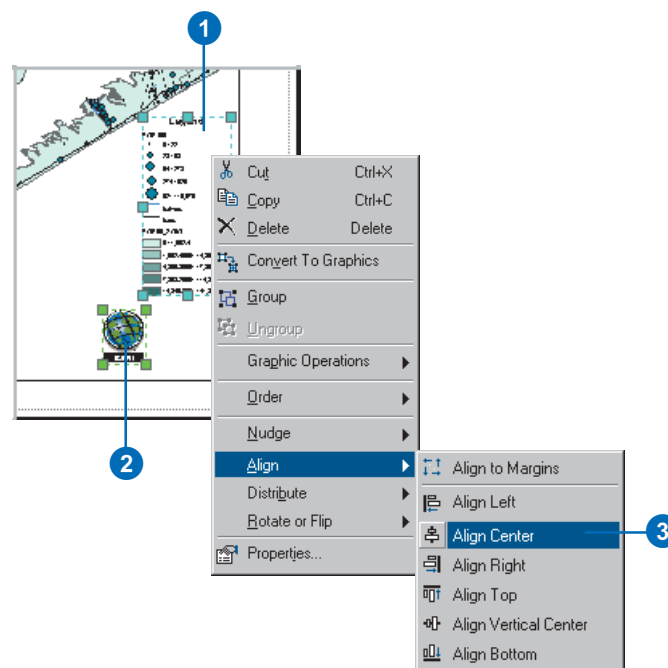 1
Legend
Cut Ctrl+X
Copy Ctrl+C
Delete Delete
Convert To Graphics
Group
Ungroup
Graphic Operations
Order
Nudge
Align
Distribute
Rotate or Flip
Properties...
2
Align to Margins
Align Left
Align Center
3
Align Right
Align Top
Align Vertical Center
Align Bottom